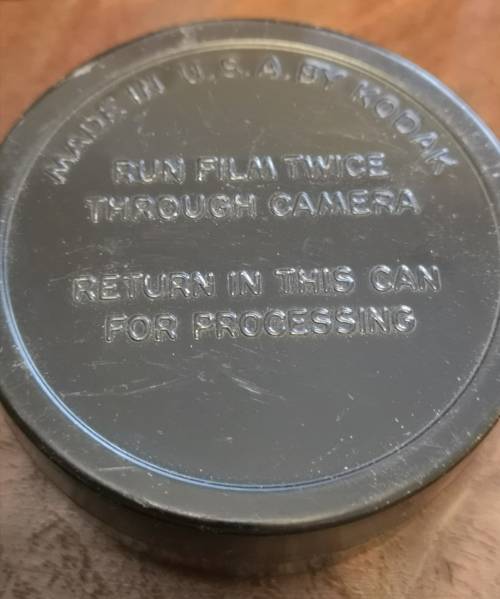 MADE IN U.S.A. BY KODAK
RUN FILM TWICE
THROUGH CAMERA
RETURN IN THIS CAN
FOR PROCESSING